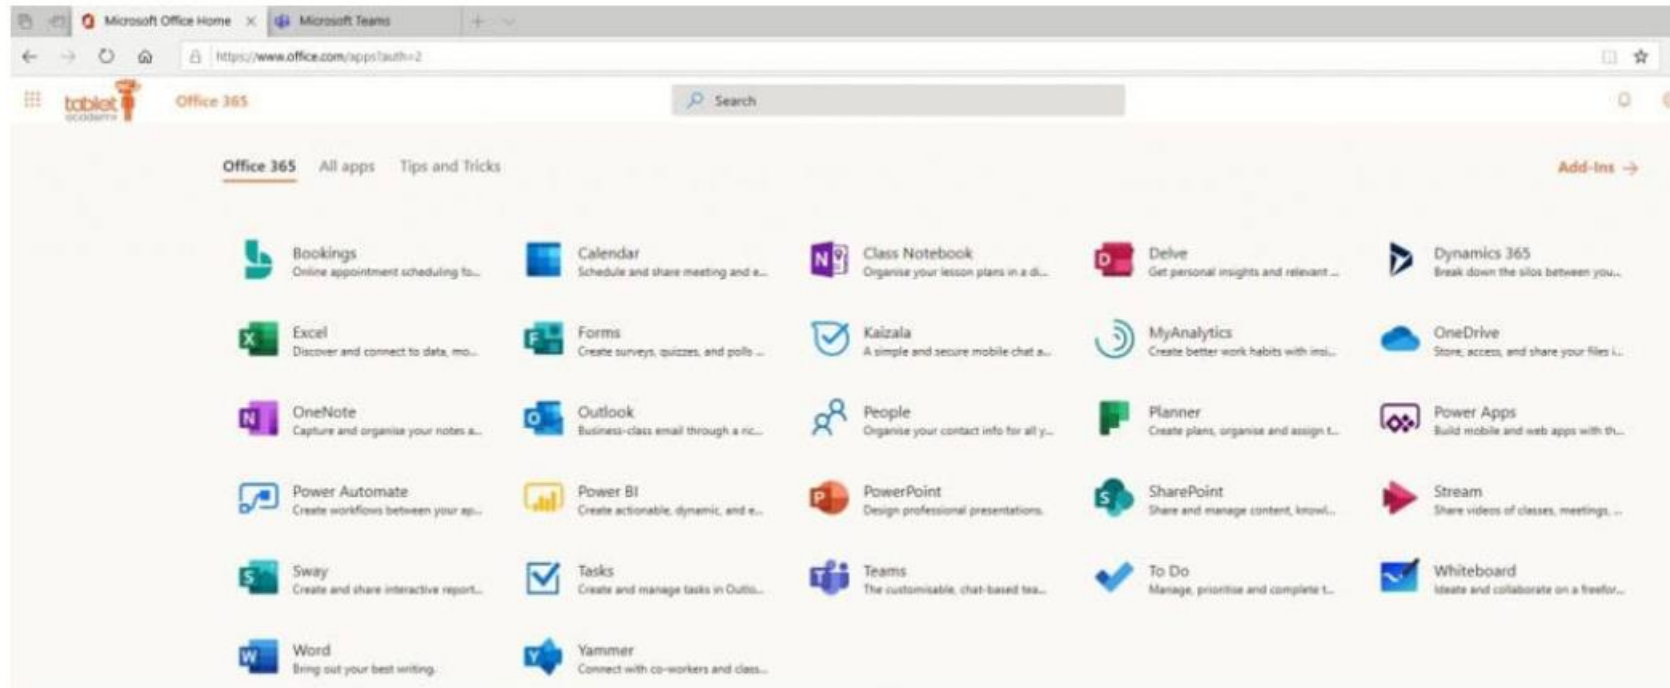 Microsoft Office Home
Microsoft Teams
https://www.office.com/apps?auth=2
tablet
academy
Office 365
Search
Office 365
All apps
Tips and Tricks
Add-Ins →
Bookings
Online appointment scheduling fo...
Calendar
Schedule and share meeting and e...
Class Notebook
Organise your lesson plans in a di...
Delve
Get personal insights and relevant ...
Dynamics 365
Break down the silos between you...
Excel
Discover and connect to data, mo...
Forms
Create surveys, quizzes, and polls ...
Kaizala
A simple and secure mobile chat a...
MyAnalytics
Create better work habits with insi...
OneDrive
Store, access, and share your files i...
OneNote
Capture and organise your notes a...
Outlook
Business-class email through a ric...
People
Organise your contact info for all y...
Planner
Create plans, organise and assign t...
Power Apps
Build mobile and web apps with th...
Power Automate
Create workflows between your ap...
Power BI
Create actionable, dynamic, and e...
PowerPoint
Design professional presentations.
SharePoint
Share and manage content, knowl...
Stream
Share videos of classes, meetings, ...
Sway
Create and share interactive report...
Tasks
Create and manage tasks in Outlo...
Teams
The customisable, chat-based tea...
To Do
Manage, prioritise and complete t...
Whiteboard
Ideate and collaborate on a freefor...
Word
Bring out your best writing.
Yammer
Connect with co-workers and class...